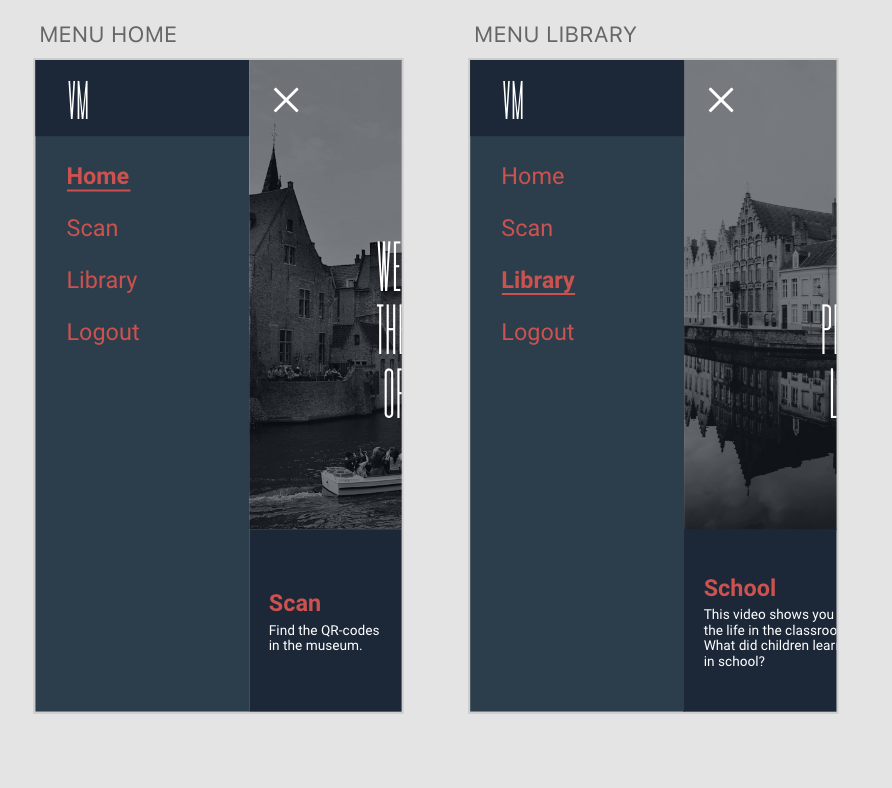 MENU HOME
VM
Home
Scan
Library
Logout
WE
TH
OF
Scan
Find the QR-codes
in the museum.
MENU LIBRARY
VM
Home
Scan
Library
Logout
L
School
This video shows you
the life in the classroo
What did children lear
in school?